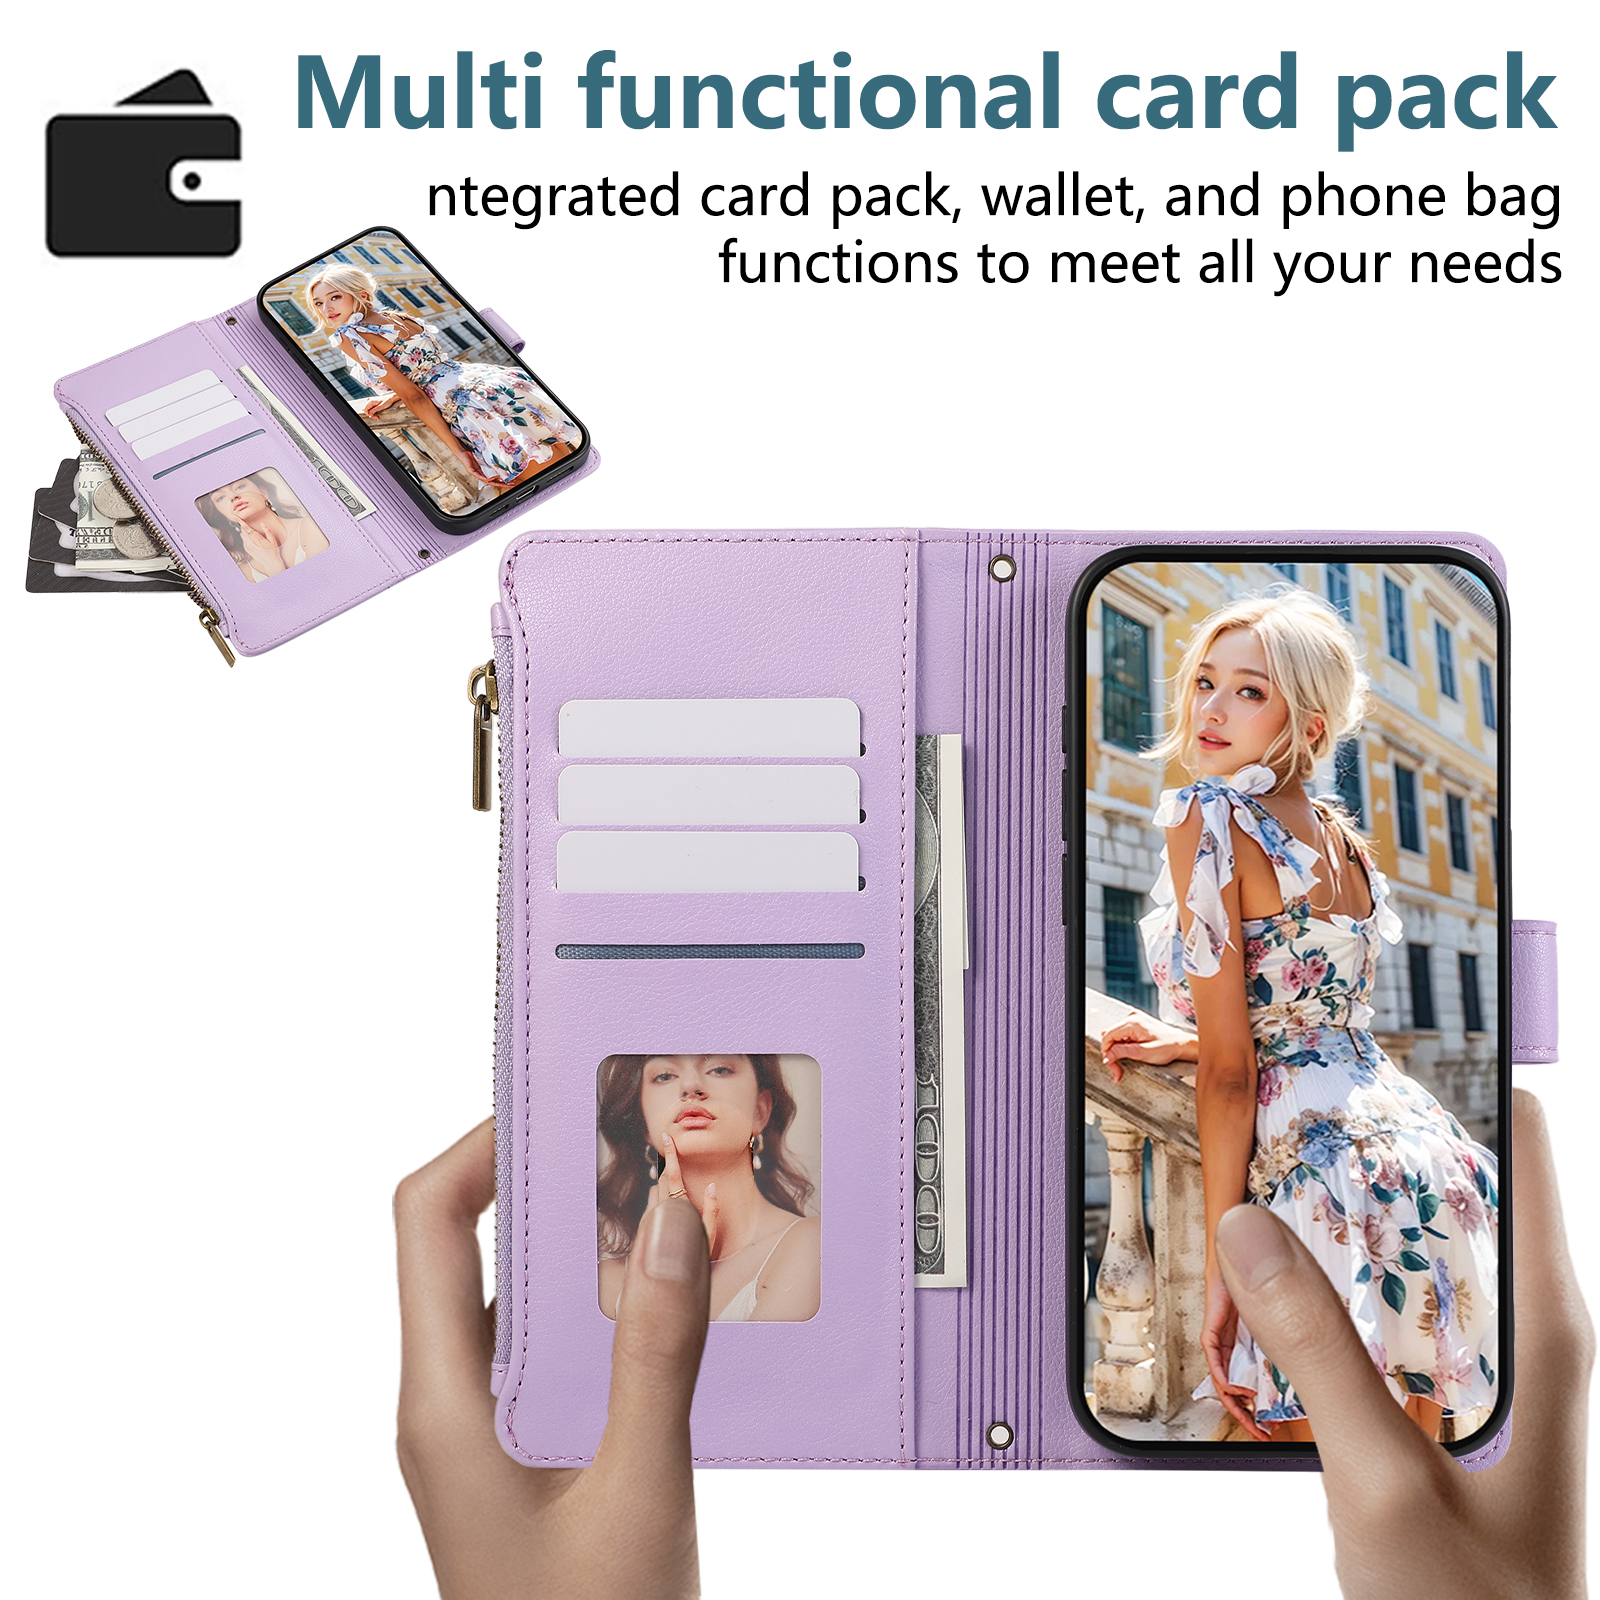 Multi functional card pack
ntegrated card pack, wallet, and phone bag
functions to meet all your needs